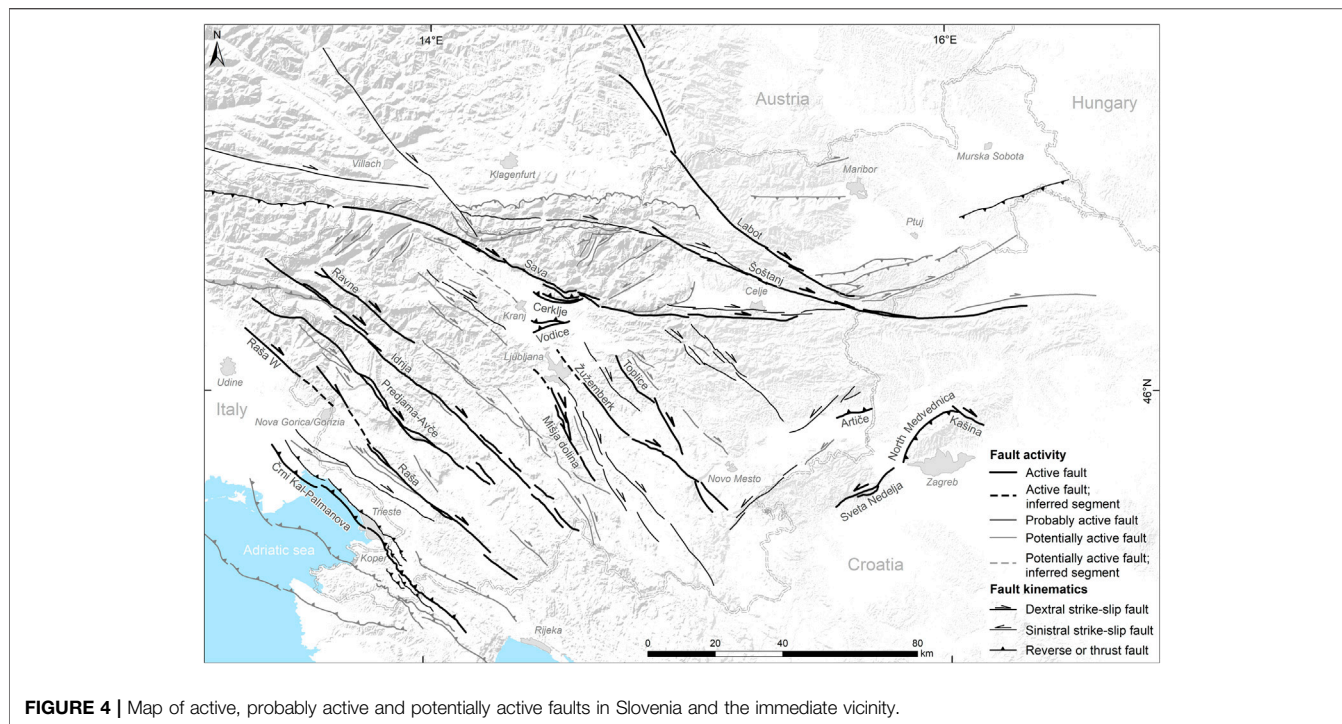 14°E
16°E
N
Austria
Hungary
Villach
Klagenfurt
Murska Sobota
Maribor
Ptuj
Labot
Sava
Šoštanj
Celje
Ravne
Cerklje
Kranj
Vodice
Ljubljana
Idrija
Raša W
Predjama-Avče
Žužemberk
Toplice
Udine
46°N
Italy
Nova Gorica/Gorizia
Mišja dolina
Artiče
North Medvednica
Kašina
Raša
Novo Mesto
Zagreb
Sveta Nedelja
Črni Kal-Palmanova
Trieste
Adriatic sea
Koper
Croatia
Rijeka
Fault activity
Active fault
Active fault;
inferred segment
Probably active fault
Potentially active fault
Potentially active fault;
inferred segment
Fault kinematics
Dextral strike-slip fault
Sinistral strike-slip fault
Reverse or thrust fault
0 20 40 80
km
FIGURE 4 | Map of active, probably active and potentially active faults in Slovenia and the immediate vicinity.